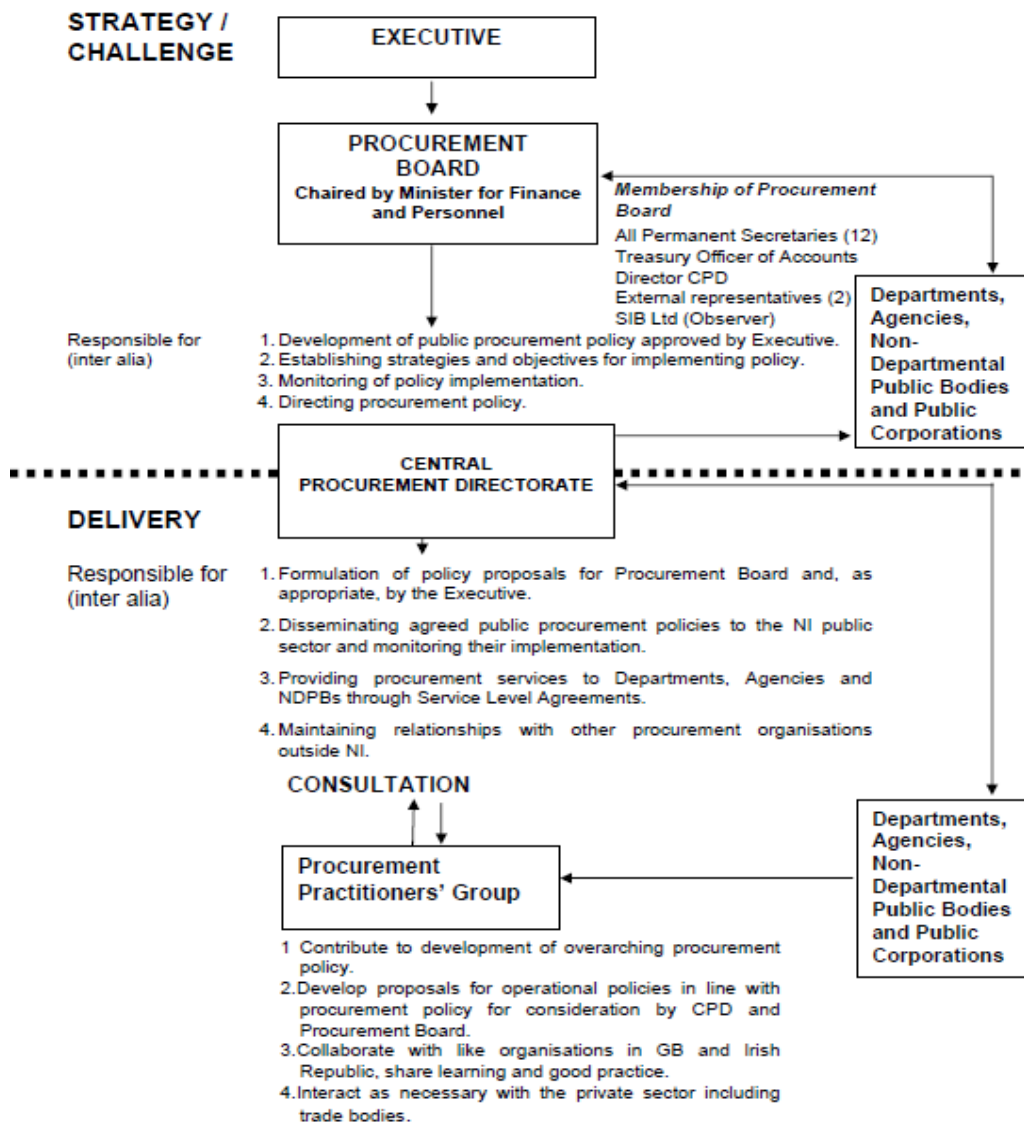 STRATEGY /
CHALLENGE
EXECUTIVE
PROCUREMENT
BOARD
Chaired by Minister for Finance
and Personnel
Membership of Procurement
Board
All Permanent Secretaries (12)
Treasury Officer of Accounts
Director CPD
External representatives (2)
SIB Ltd (Observer)
Departments,
Agencies,
Non-
Departmental
Public Bodies
and Public
Corporations
Responsible for
(inter alia)
1. Development of public procurement policy approved by Executive.
2. Establishing strategies and objectives for implementing policy.
3. Monitoring of policy implementation.
4. Directing procurement policy.
CENTRAL
PROCUREMENT DIRECTORATE
DELIVERY
Responsible for
(inter alia)
1. Formulation of policy proposals for Procurement Board and, as
appropriate, by the Executive.
2. Disseminating agreed public procurement policies to the NI public
sector and monitoring their implementation.
3. Providing procurement services to Departments, Agencies and
NDPBs through Service Level Agreements.
4. Maintaining relationships with other procurement organisations
outside NI.
CONSULTATION
Procurement
Practitioners' Group
Departments,
Agencies,
Non-
Departmental
Public Bodies
and Public
Corporations
1 Contribute to development of overarching procurement
policy.
2.Develop proposals for operational policies in line with
procurement policy for consideration by CPD and
Procurement Board.
3.Collaborate with like organisations in GB and Irish
Republic, share learning and good practice.
4.Interact as necessary with the private sector including
trade bodies.